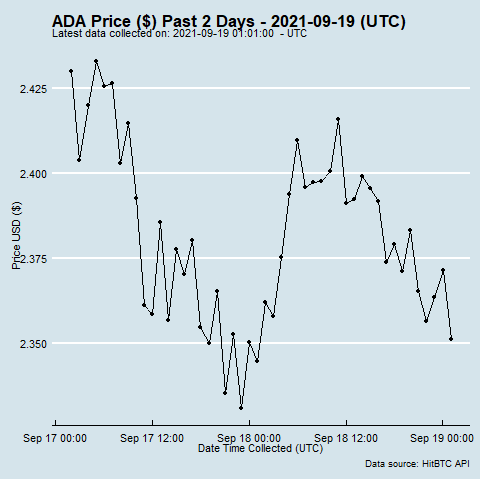 ADA Price ($) Past 2 Days - 2021-09-19 (UTC)
Latest data collected on: 2021-09-19 01:01:00 - UTC
2.425
2.400
2.375
2.350
Price USD ($)
Sep 17 00:00 Sep 17 12:00 Sep 18 00:00 Sep 18 12:00 Sep 19 00:00
Date Time Collected (UTC)
Data source: HitBTC API